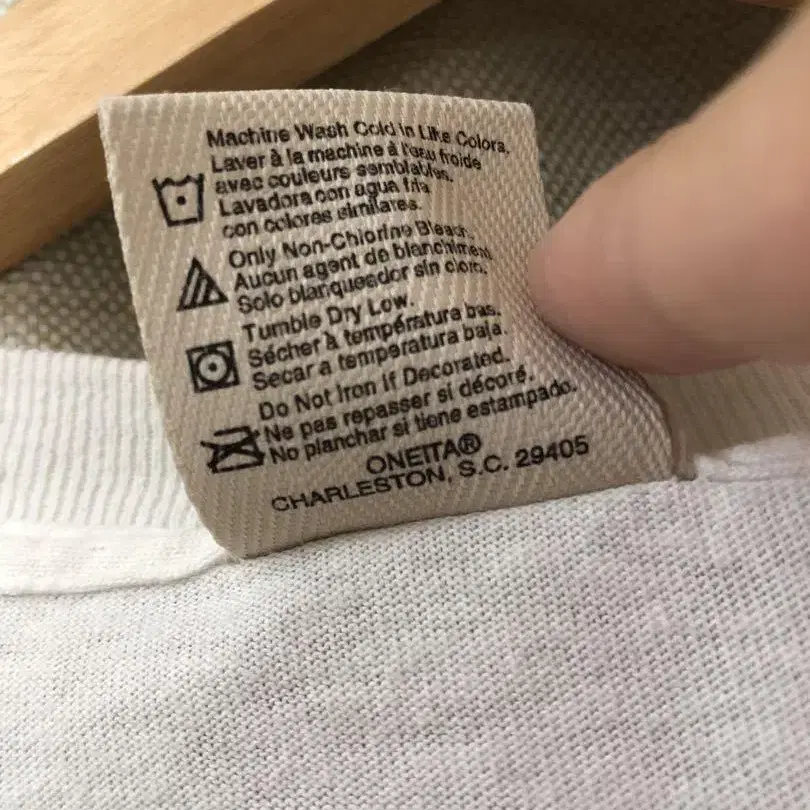 Machine Wash Cold in Like Colors.
Laver à la machine à l'eau froide
avec couleurs semblables.
Lavadora con agua fria
con colores similares.
Only Non-Chlorine Bleach.
Aucun agent de blanchiment
Solo blanqueador sin cloro.
Tumble Dry Low.
Sécher à température bas.
Secar a temperatura baja.
Do Not Iron If Decorated.
Ne pas repasser si décoré.
No planchar si tiene estampado.
ONEITA®
CHARLESTON, S.C. 29405